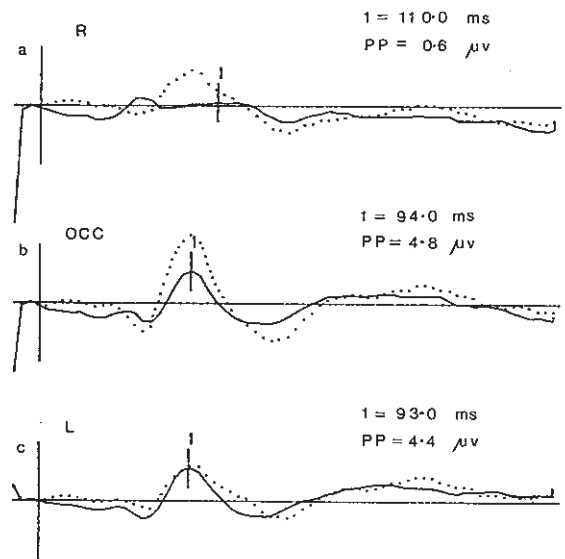 R
1 = 110·0 ms
a
PP = 0·6 µv
1
OCC
1 = 94·0 ms
b
PP = 4·8 µv
1
L
1 = 93·0 ms
c
PP = 4·4 µv
1